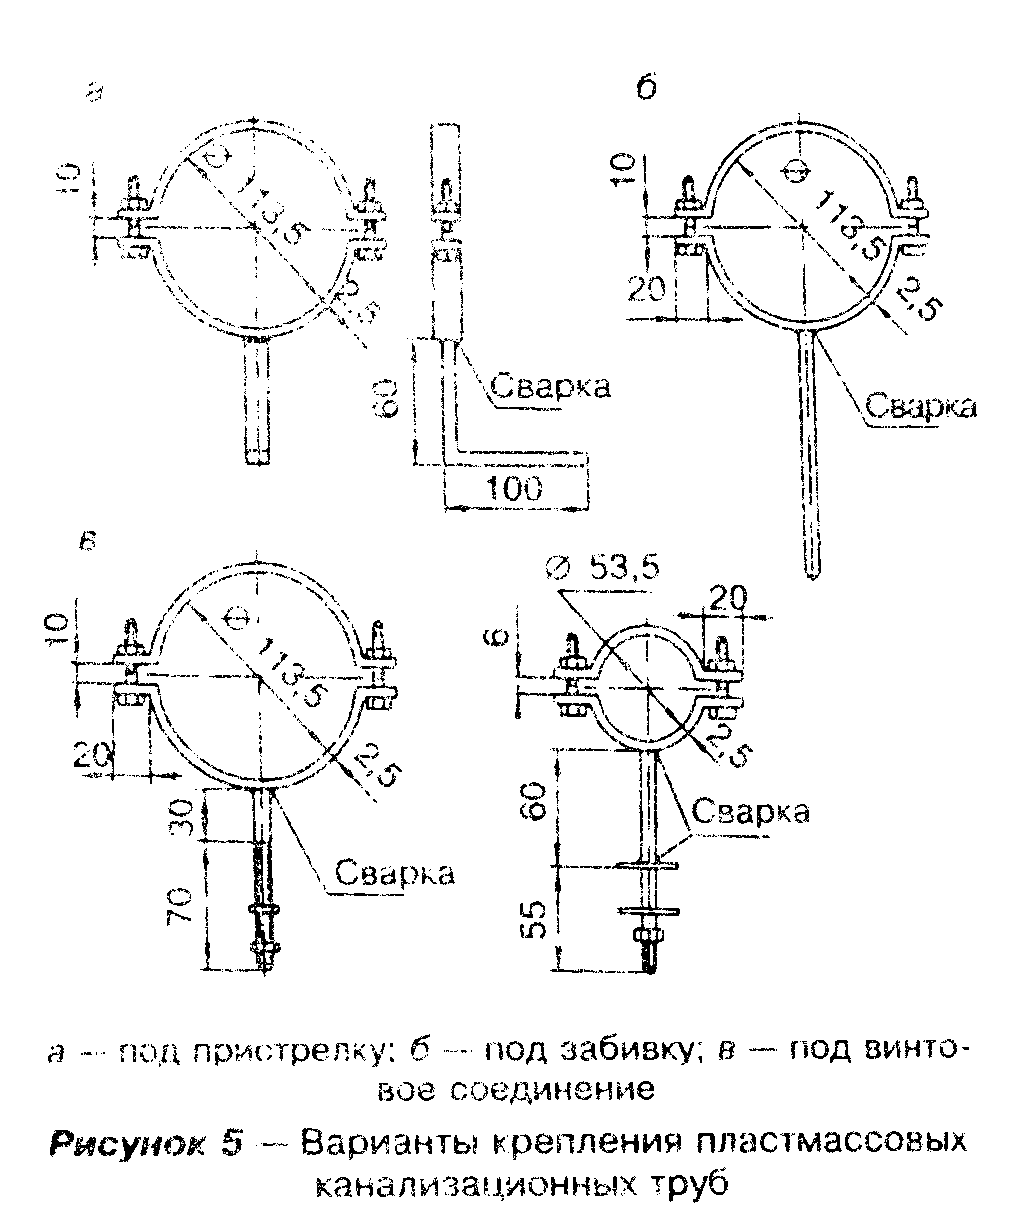 а
б
10
∅ 113,5
2,5
60
Сварка
100
10
20
∅ 113,5
2,5
Сварка
в
10
20
∅ 113,5
2,5
30
70
Сварка
∅ 53,5
20
6
2,5
60
55
Сварка
а — под пристрелку; б — под забивку; в — под винто-
вое соединение
Рисунок 5 — Варианты крепления пластмассовых
канализационных труб